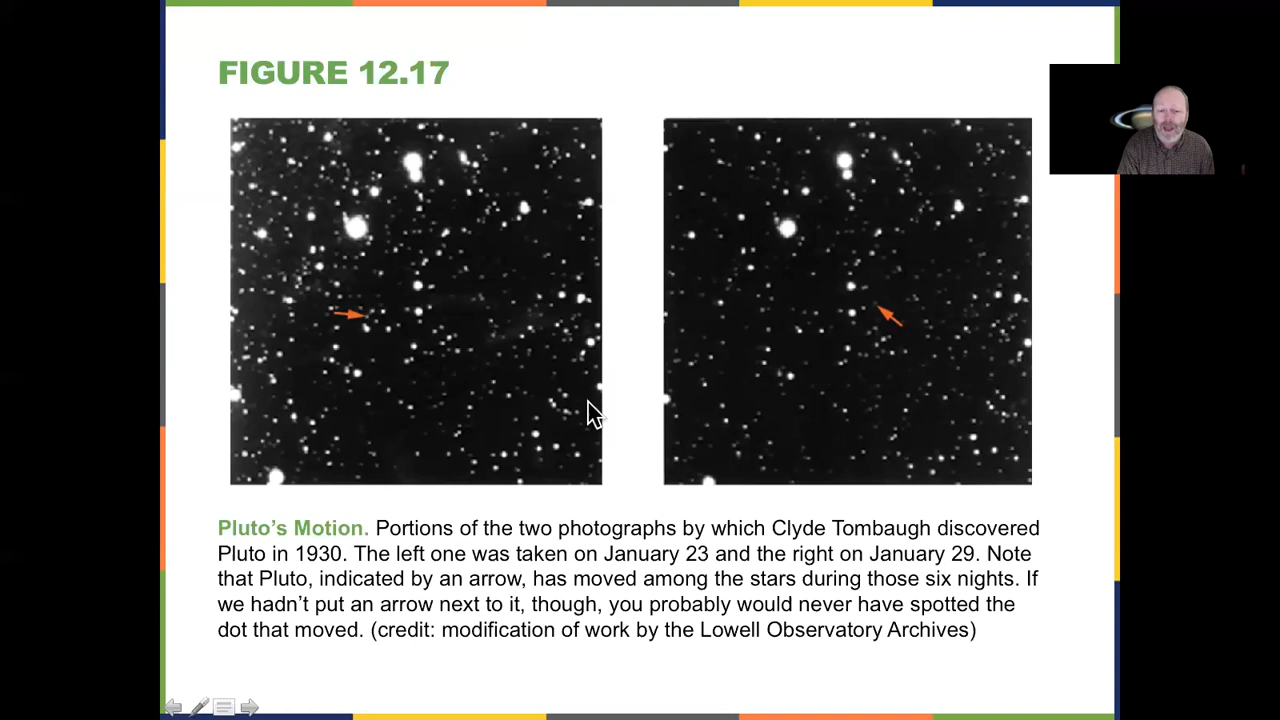 FIGURE 12.17
Pluto’s Motion. Portions of the two photographs by which Clyde Tombaugh discovered
Pluto in 1930. The left one was taken on January 23 and the right on January 29. Note
that Pluto, indicated by an arrow, has moved among the stars during those six nights. If
we hadn’t put an arrow next to it, though, you probably would never have spotted the
dot that moved. (credit: modification of work by the Lowell Observatory Archives)